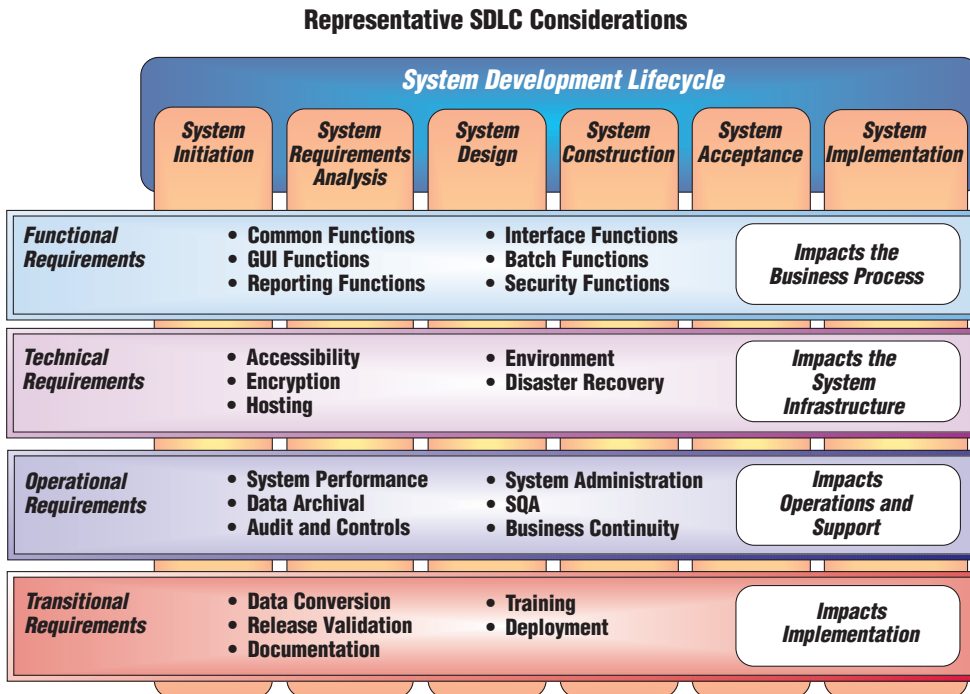 Representative SDLC Considerations
System Development Lifecycle
System
Initiation
System
Requirements
Analysis
System
Design
System
Construction
System
Acceptance
System
Implementation
Functional
Requirements
• Common Functions
• GUI Functions
• Reporting Functions
• Interface Functions
• Batch Functions
• Security Functions
Impacts the
Business Process
Technical
Requirements
• Accessibility
• Encryption
• Hosting
• Environment
• Disaster Recovery
Impacts the
System
Infrastructure
Operational
Requirements
• System Performance
• Data Archival
• Audit and Controls
• System Administration
• SQA
• Business Continuity
Impacts
Operations and
Support
Transitional
Requirements
• Data Conversion
• Release Validation
• Documentation
• Training
• Deployment
Impacts
Implementation